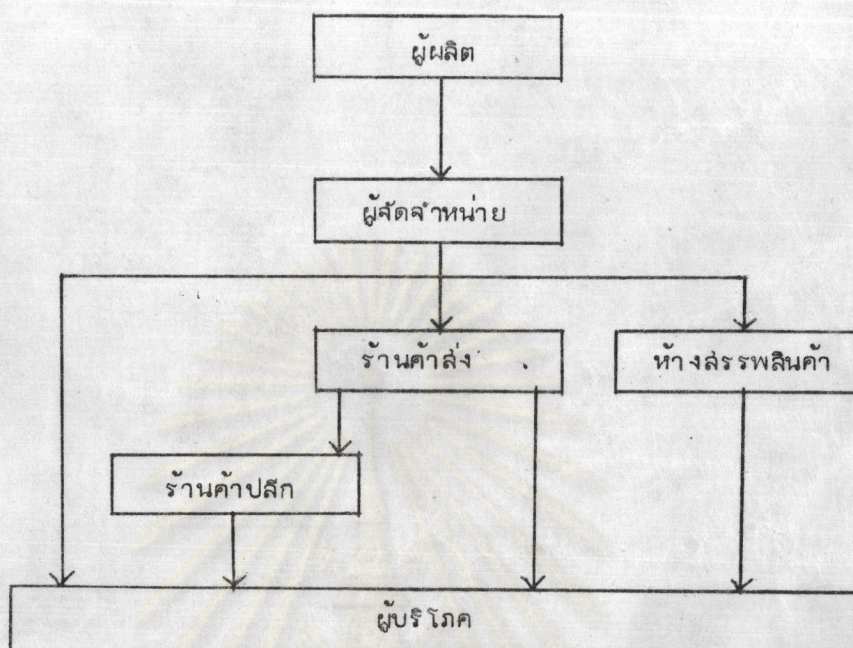 ผู้ผลิต
ผู้จัดจำหน่าย
ร้านค้าส่ง
ห้างสรรพสินค้า
ร้านค้าปลีก
ผู้บริโภค